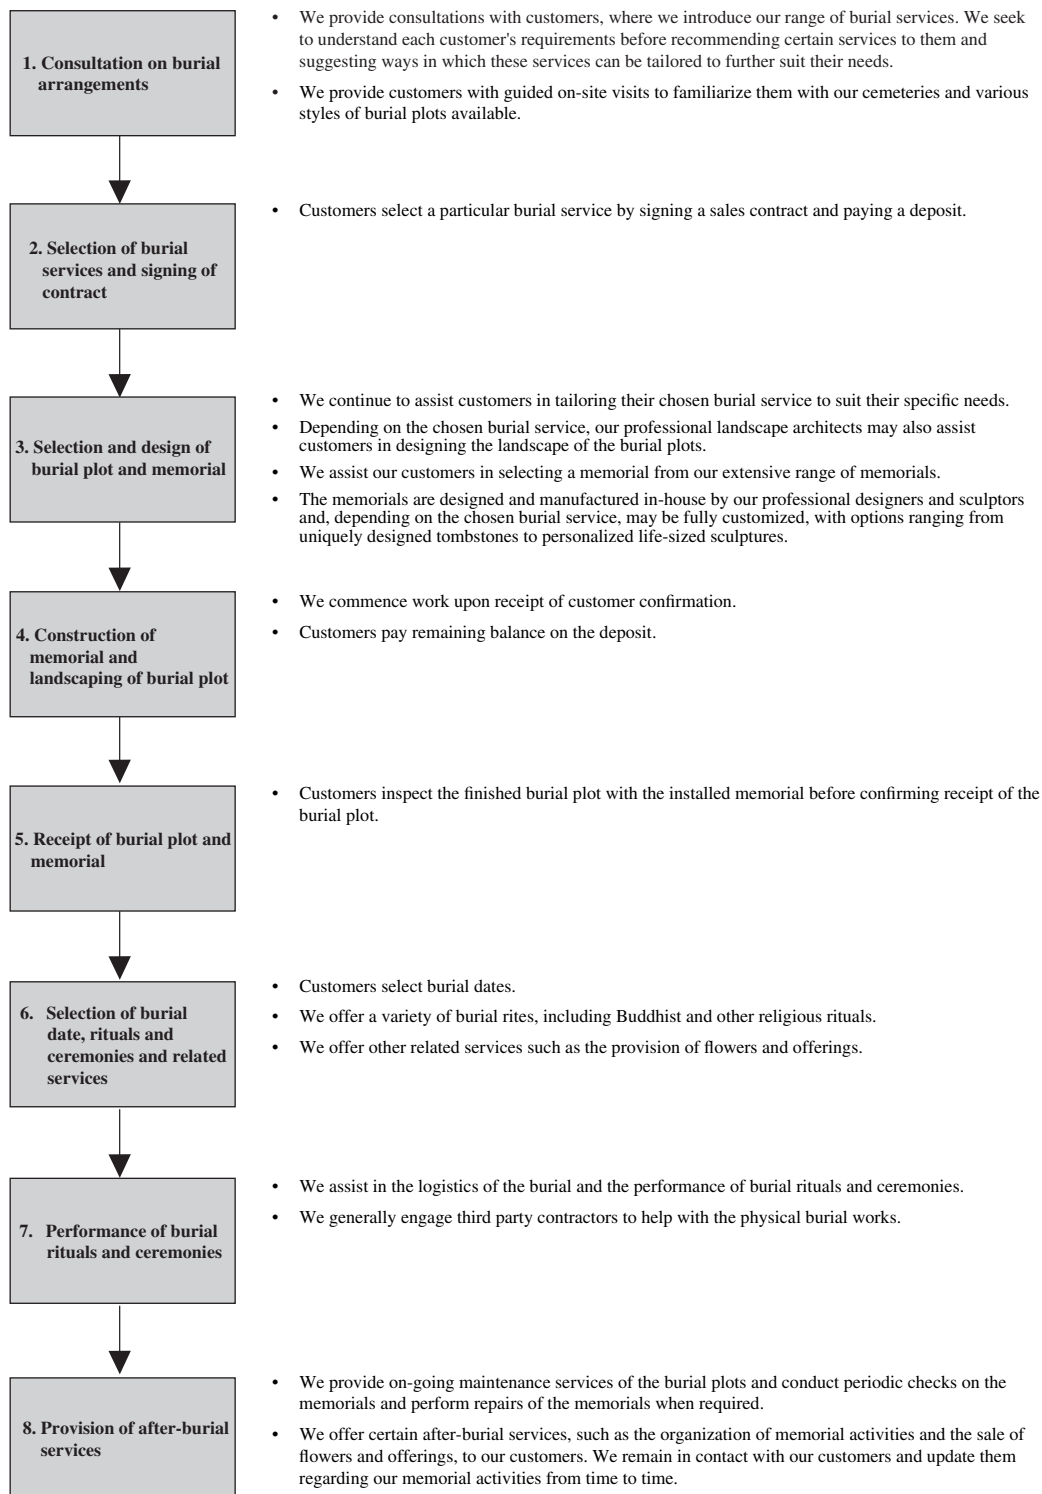 1. Consultation on burial
arrangements
• We provide consultations with customers, where we introduce our range of burial services. We seek
to understand each customer's requirements before recommending certain services to them and
suggesting ways in which these services can be tailored to further suit their needs.
• We provide customers with guided on-site visits to familiarize them with our cemeteries and various
styles of burial plots available.
2. Selection of burial
services and signing of
contract
• Customers select a particular burial service by signing a sales contract and paying a deposit.
3. Selection and design of
burial plot and memorial
• We continue to assist customers in tailoring their chosen burial service to suit their specific needs.
• Depending on the chosen burial service, our professional landscape architects may also assist
customers in designing the landscape of the burial plots.
• We assist our customers in selecting a memorial from our extensive range of memorials.
• The memorials are designed and manufactured in-house by our professional designers and sculptors
and, depending on the chosen burial service, may be fully customized, with options ranging from
uniquely designed tombstones to personalized life-sized sculptures.
4. Construction of
memorial and
landscaping of burial plot
• We commence work upon receipt of customer confirmation.
• Customers pay remaining balance on the deposit.
5. Receipt of burial plot and
memorial
• Customers inspect the finished burial plot with the installed memorial before confirming receipt of the
burial plot.
6. Selection of burial
date, rituals and
ceremonies and related
services
• Customers select burial dates.
• We offer a variety of burial rites, including Buddhist and other religious rituals.
• We offer other related services such as the provision of flowers and offerings.
7. Performance of burial
rituals and ceremonies
• We assist in the logistics of the burial and the performance of burial rituals and ceremonies.
• We generally engage third party contractors to help with the physical burial works.
8. Provision of after-burial
services
• We provide on-going maintenance services of the burial plots and conduct periodic checks on the
memorials and perform repairs of the memorials when required.
• We offer certain after-burial services, such as the organization of memorial activities and the sale of
flowers and offerings, to our customers. We remain in contact with our customers and update them
regarding our memorial activities from time to time.